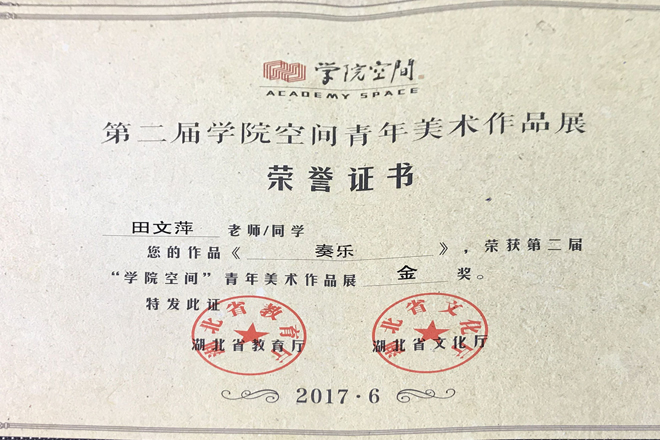 学院空間®
ACADEMY SPACE
第二届学院空间青年美术作品展
荣誉证书
田文萍 老师/同学
您的作品《 奏乐 》，荣获第二届
“学院空间”青年美术作品展 金 奖。
特发此证
湖北省教育厅
湖北省教育厅
湖北省文化厅
湖北省文化厅
2017·6